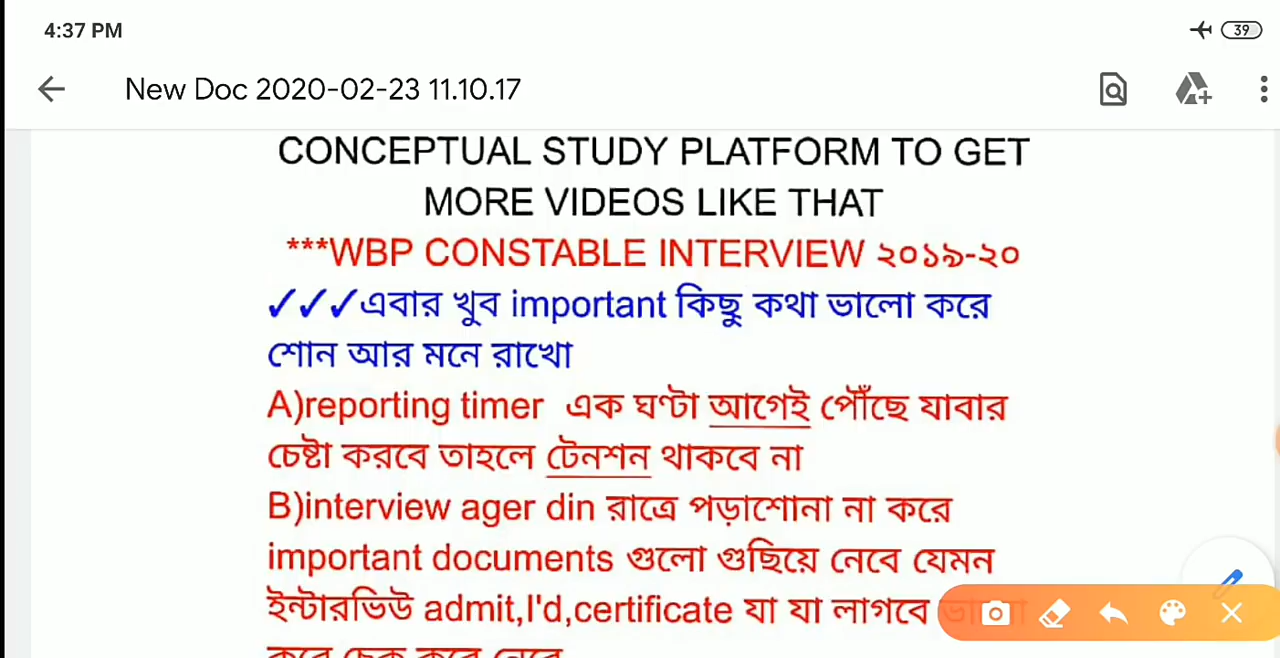 4:37 PM
39
New Doc 2020-02-23 11.10.17
CONCEPTUAL STUDY PLATFORM TO GET
MORE VIDEOS LIKE THAT
***WBP CONSTABLE INTERVIEW ২০১৯-২০
✓✓✓এবার খুব important কিছু কথা ভালো করে
শোন আর মনে রাখো
A)reporting timer এক ঘণ্টা আগেই পৌঁছে যাবার
চেষ্টা করবে তাহলে টেনশন থাকবে না
B)interview ager din রাত্রে পড়াশোনা না করে
important documents গুলো গুছিয়ে নেবে যেমন
ইন্টারভিউ admit,I'd,certificate যা যা লাগবে
করে চেক করে নেবে